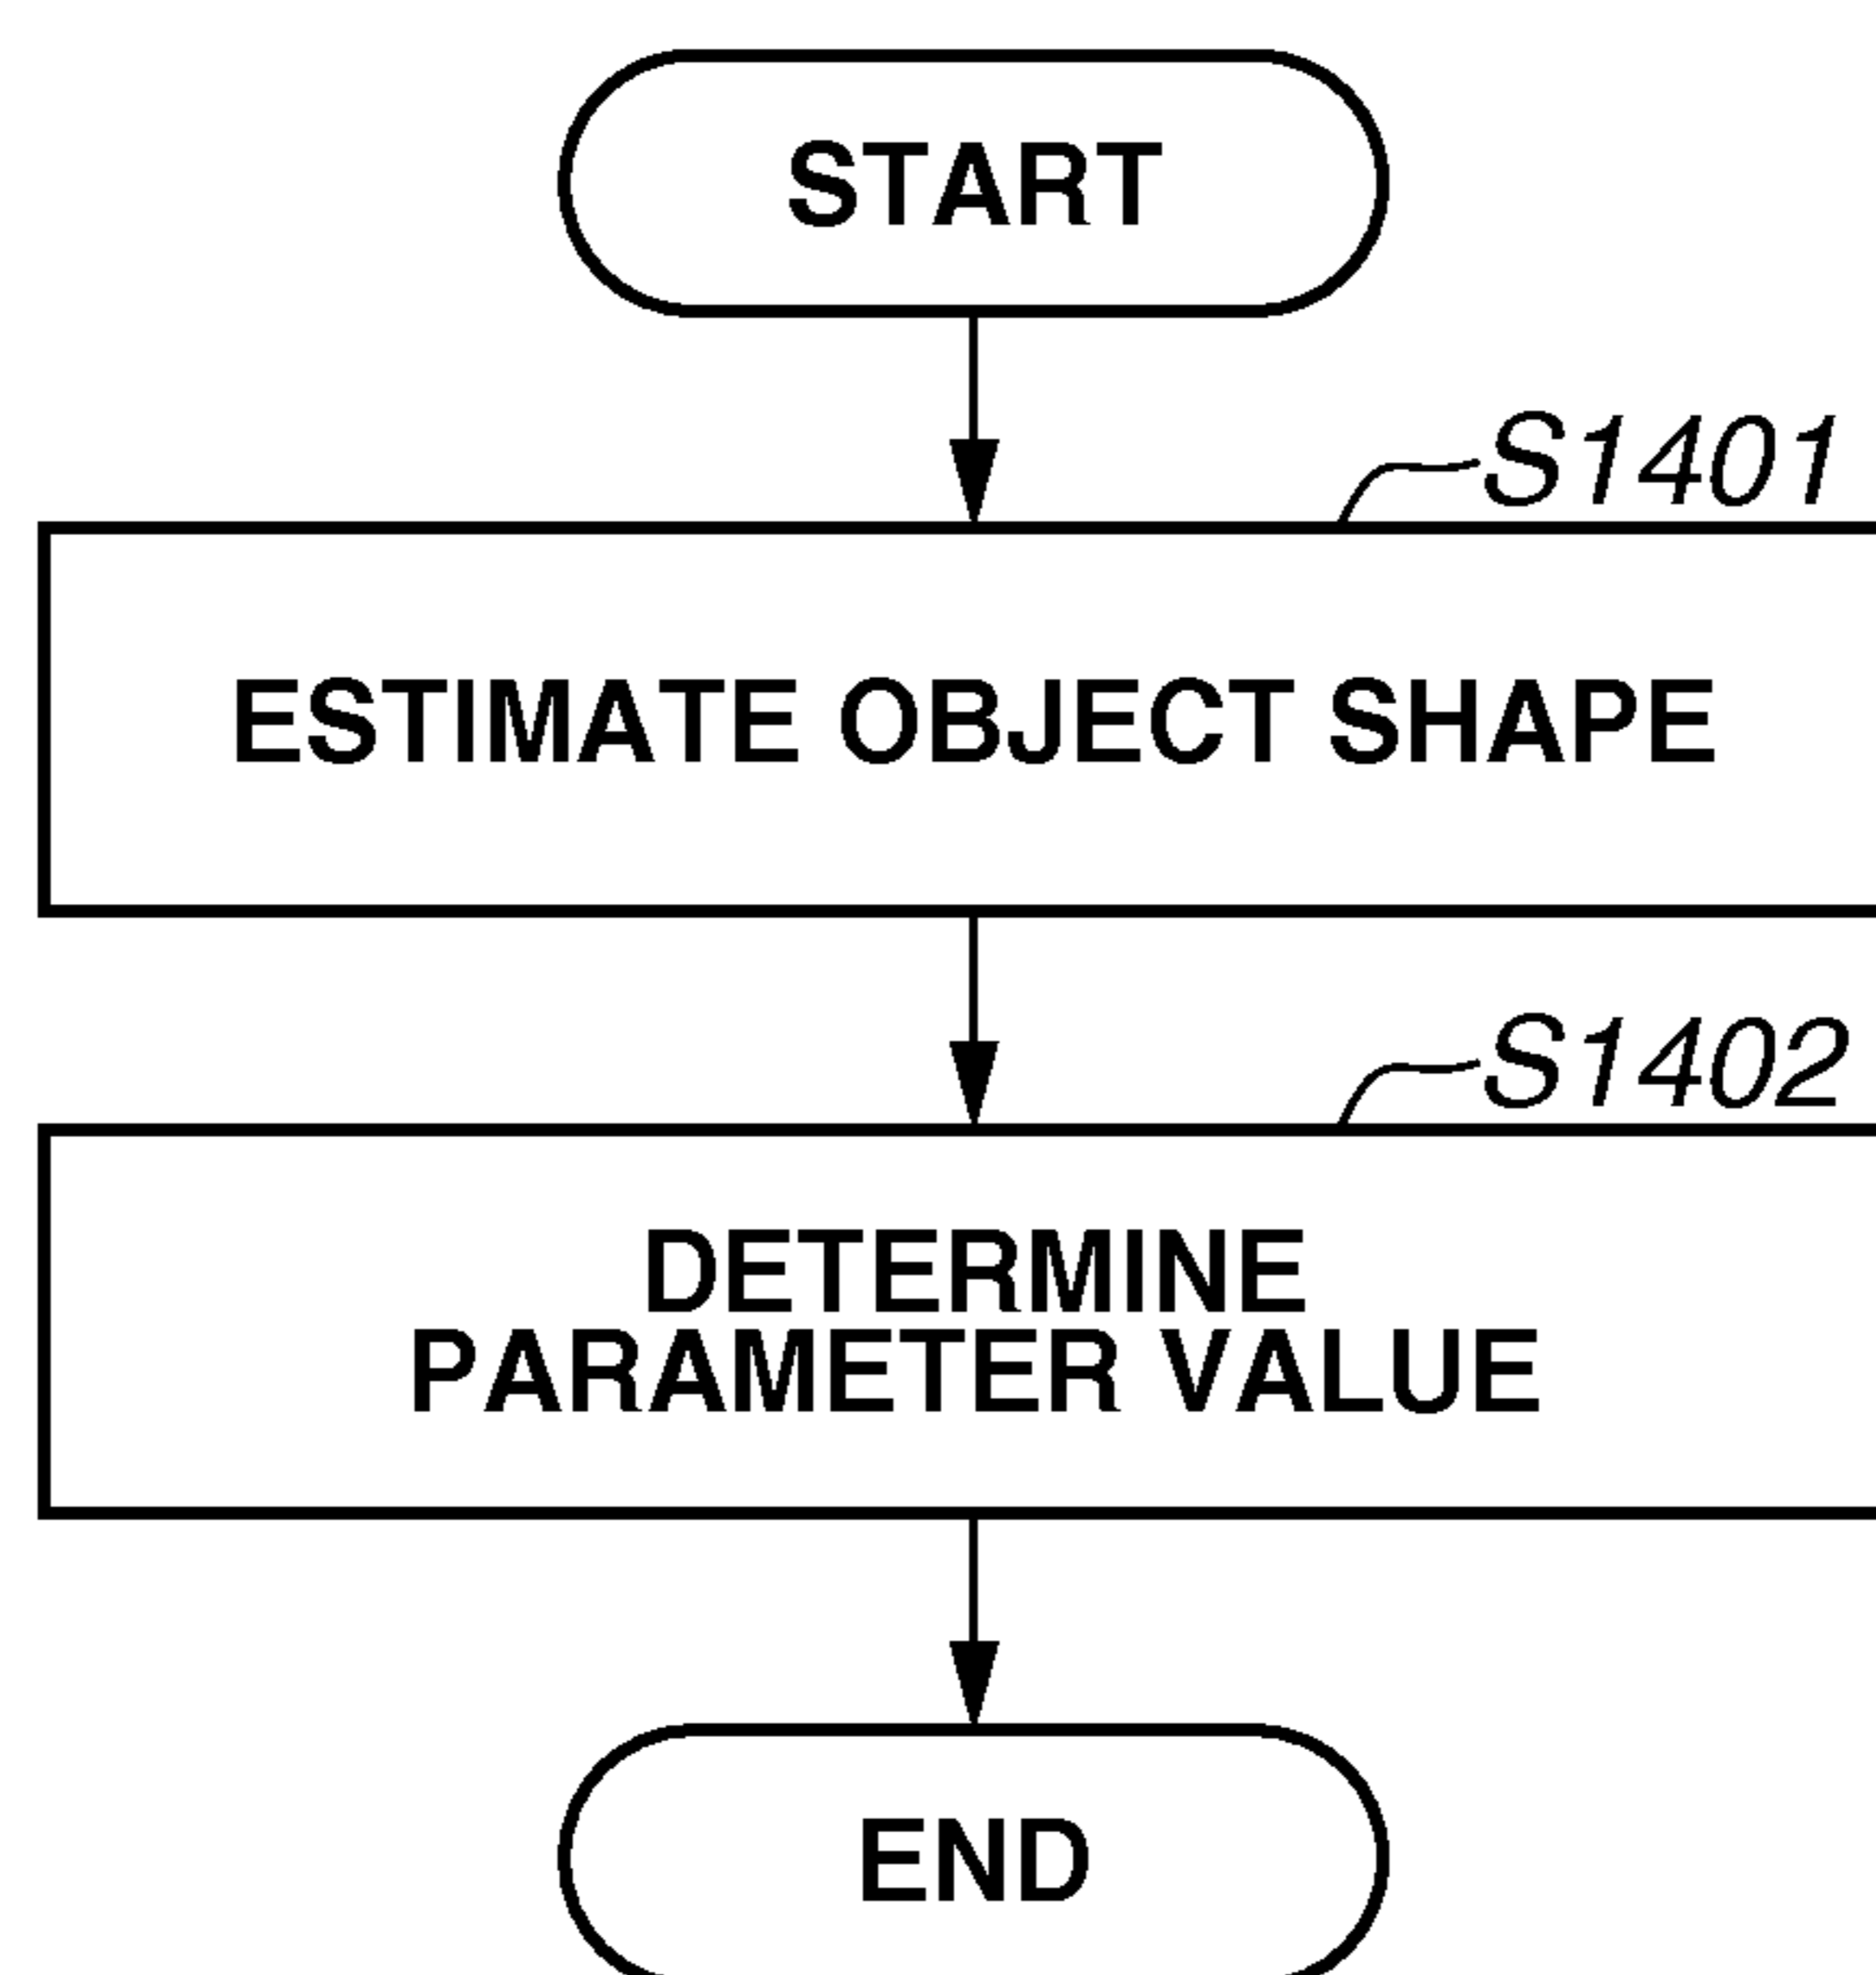 START
S1401
ESTIMATE OBJECT SHAPE
S1402
DETERMINE
PARAMETER VALUE
END